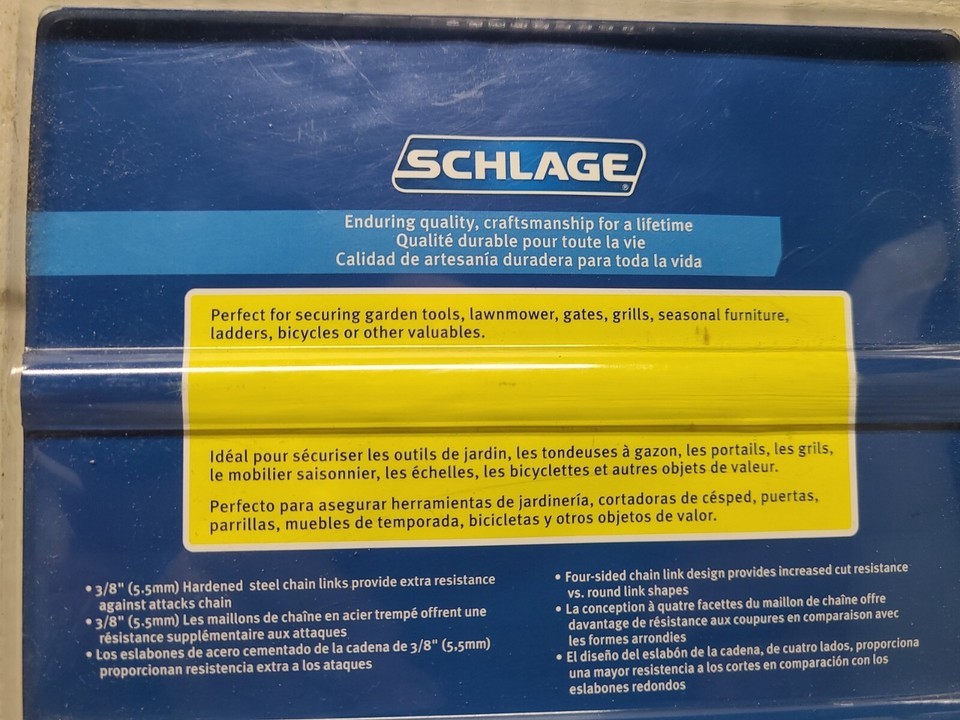 SCHLAGE®
Enduring quality, craftsmanship for a lifetime
Qualité durable pour toute la vie
Calidad de artesanía duradera para toda la vida
Perfect for securing garden tools, lawnmower, gates, grills, seasonal furniture,
ladders, bicycles or other valuables.
Idéal pour sécuriser les outils de jardin, les tondeuses à gazon, les portails, les grils,
le mobilier saisonnier, les échelles, les bicyclettes et autres objets de valeur.
Perfecto para asegurar herramientas de jardinería, cortadoras de césped, puertas,
parrillas, muebles de temporada, bicicletas y otros objetos de valor.
• 3/8" (5.5mm) Hardened steel chain links provide extra resistance
against attacks chain
• 3/8" (5.5mm) Les maillons de chaîne en acier trempé offrent une
résistance supplémentaire aux attaques
• Los eslabones de acero cementado de la cadena de 3/8" (5,5mm)
proporcionan resistencia extra a los ataques
• Four-sided chain link design provides increased cut resistance
vs. round link shapes
• La conception à quatre facettes du maillon de chaîne offre
davantage de résistance aux coupures en comparaison avec
les formes arrondies
• El diseño del eslabón de la cadena, de cuatro lados, proporciona
una mayor resistencia a los cortes en comparación con los
eslabones redondos